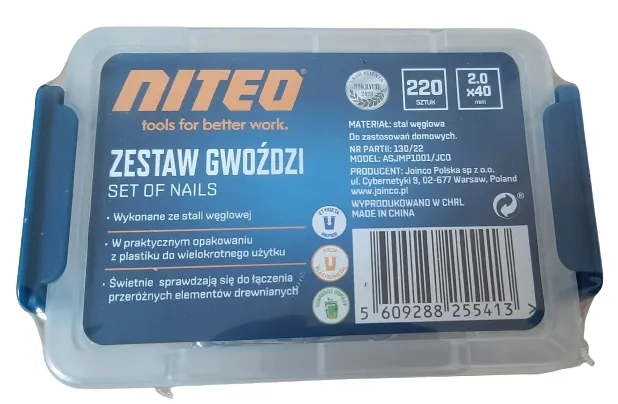 NITEO
tools for better work.
220
SZTUK
2.0
x40
mm
ZESTAW GWOŹDZI
SET OF NAILS
• Wykonane ze stali węglowej
• W praktycznym opakowaniu
z plastiku do wielokrotnego użytku
• Świetnie sprawdzają się do łączenia
przeróżnych elementów drewnianych
MATERIAŁ: stal węglowa
Do zastosowań domowych.
NR PARTII: 130/22
MODEL: ASJMP1001/JCO
PRODUCENT: Joinco Polska sp z o.o.
ul. Cybernetyki 9, 02-677 Warsaw, Poland
www.joinco.pl
WYPRODUKOWANO W CHRL
MADE IN CHINA
5 609288 255413 >